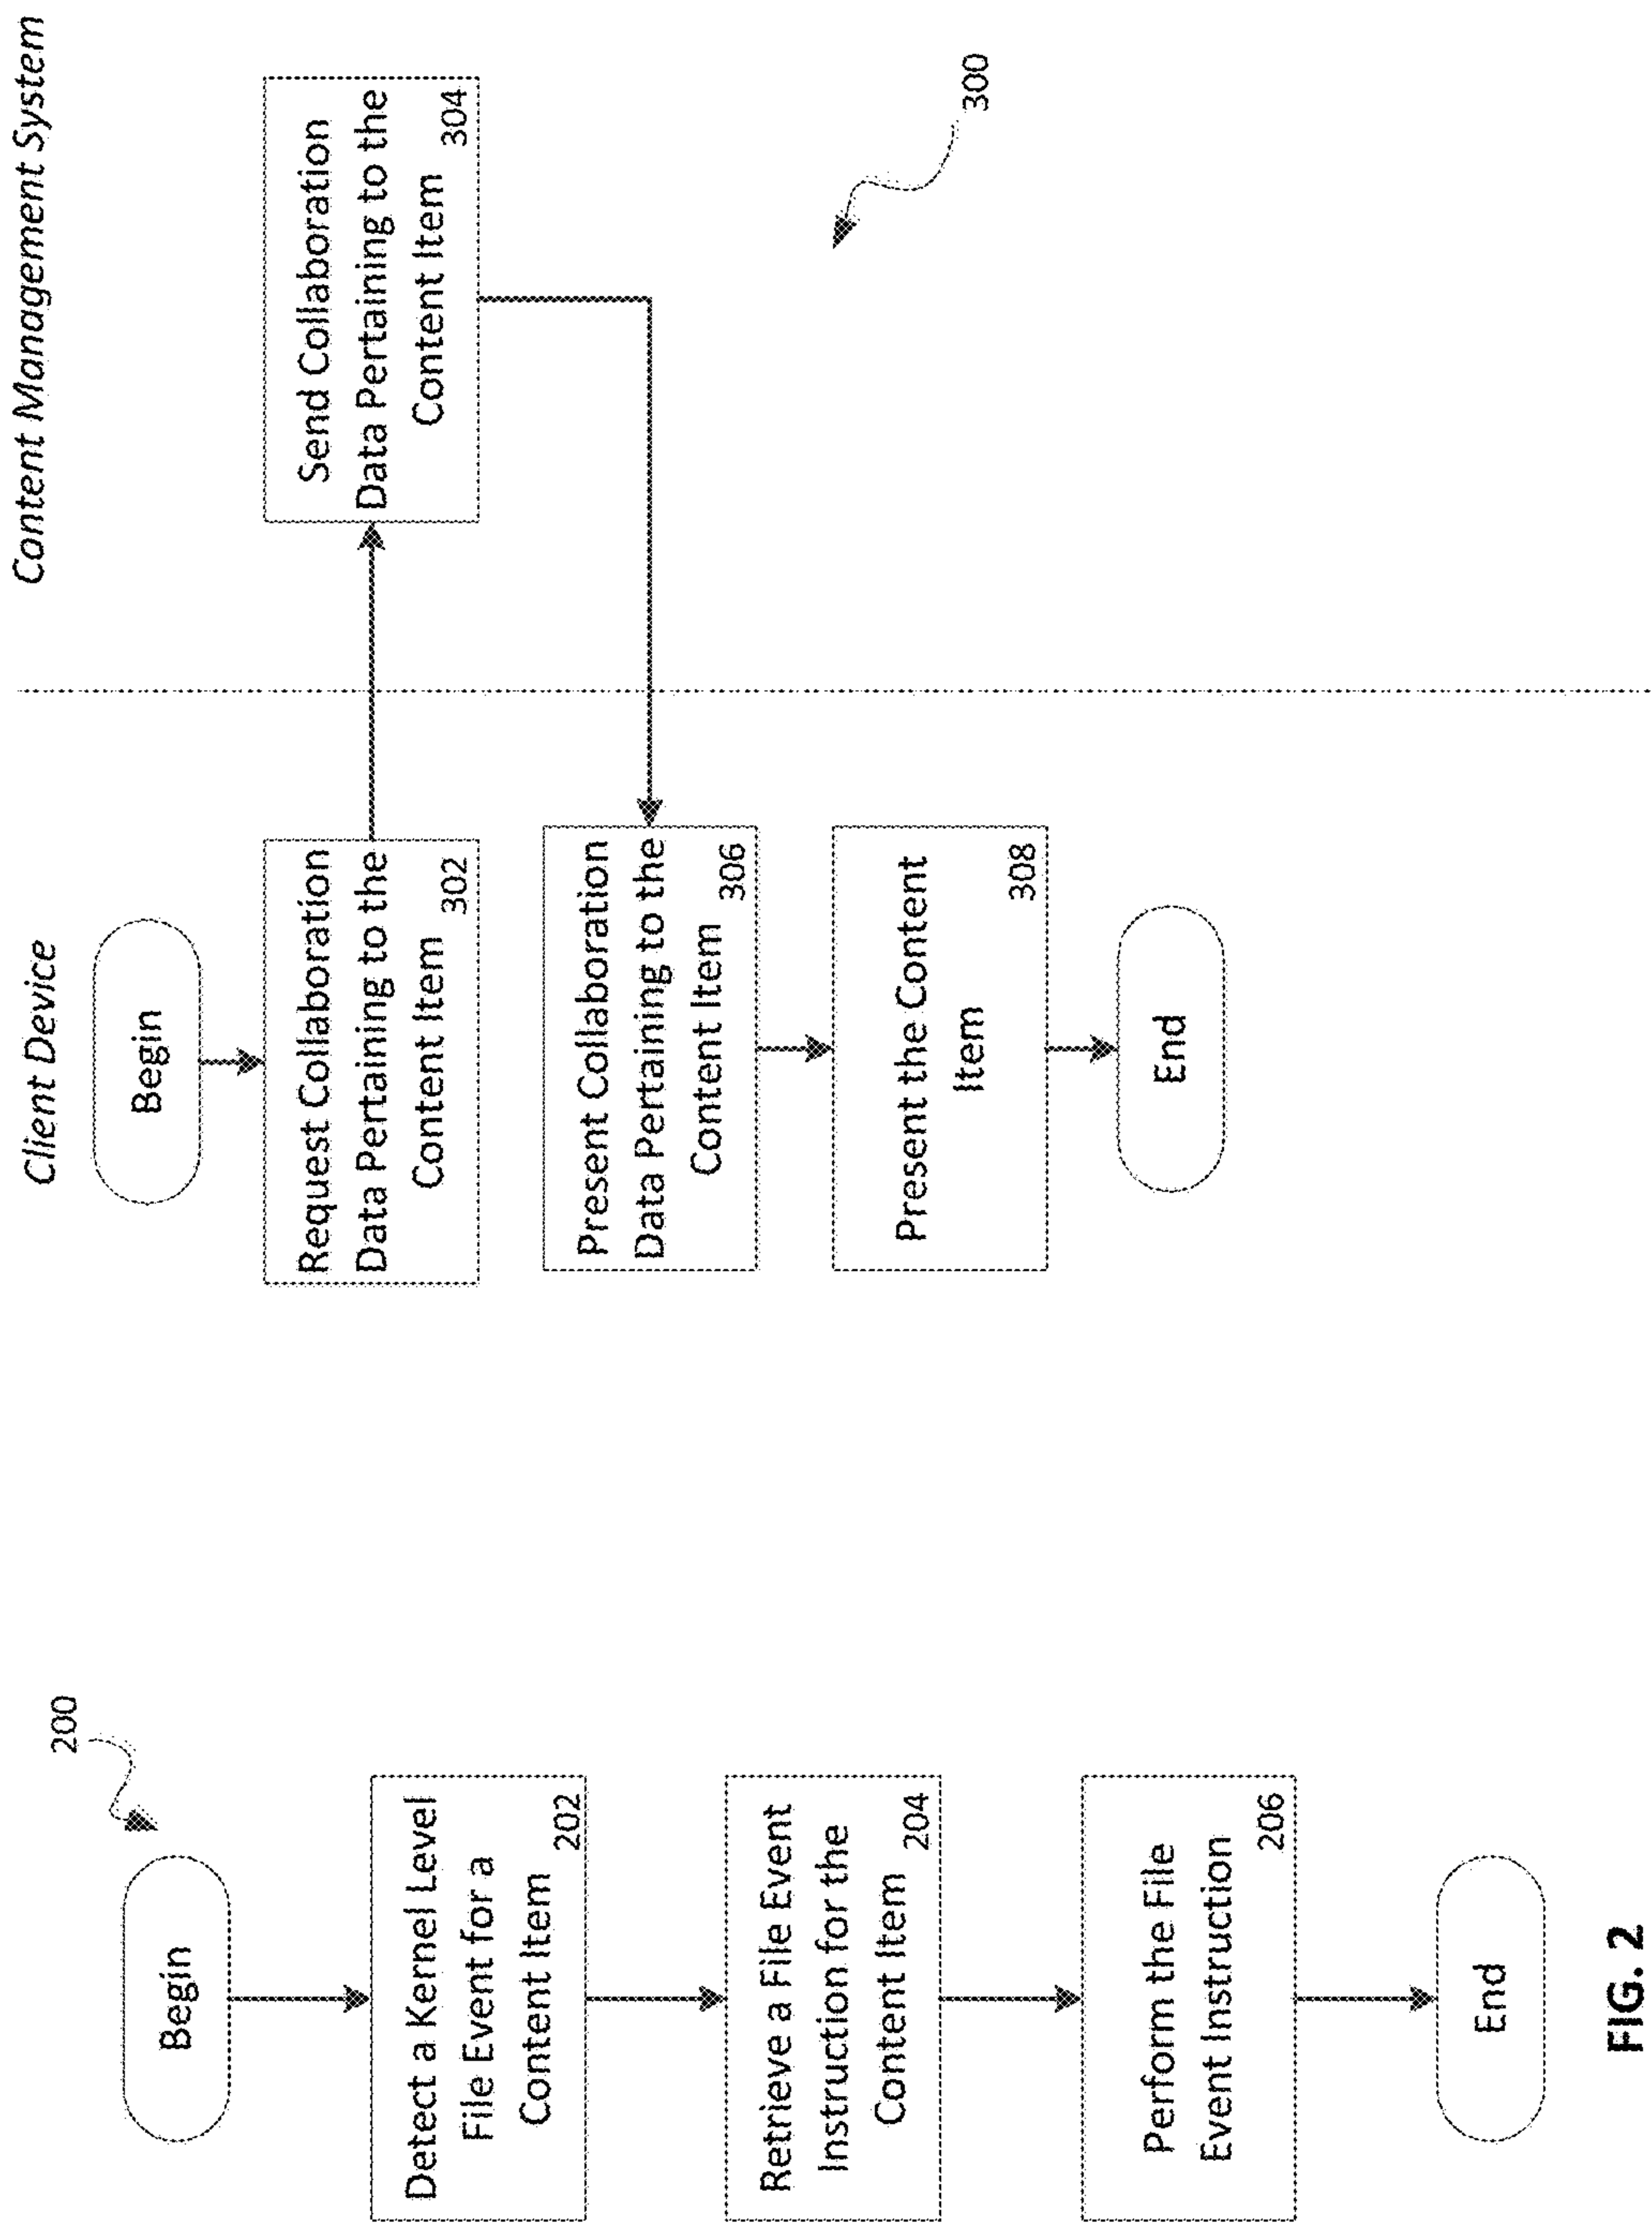 200
Begin
Detect a Kernel Level
File Event for a
Content Item
202
Retrieve a File Event
Instruction for the
Content Item
204
Perform the File
Event Instruction
206
End
FIG. 2
Client Device
Content Management System
Begin
Request Collaboration
Data Pertaining to the
Content Item
302
Send Collaboration
Data Pertaining to the
Content Item
304
Present Collaboration
Data Pertaining to the
Content Item
306
Present the Content
Item
308
End
300